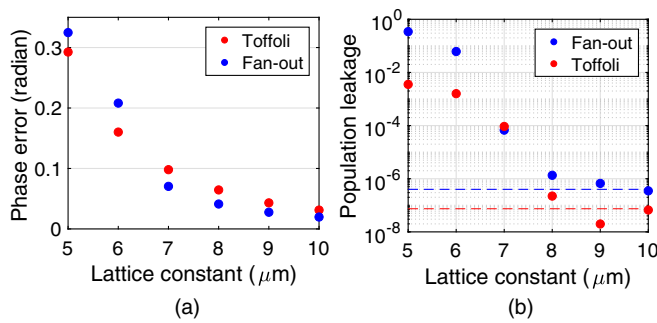 0.3
0.2
0.1
0
Phase error (radian)
Toffoli
Fan-out
5 6 7 8 9 10
Lattice constant (μm)
(a)
10^0
10^-2
10^-4
10^-6
10^-8
Population leakage
Fan-out
Toffoli
5 6 7 8 9 10
Lattice constant (μm)
(b)